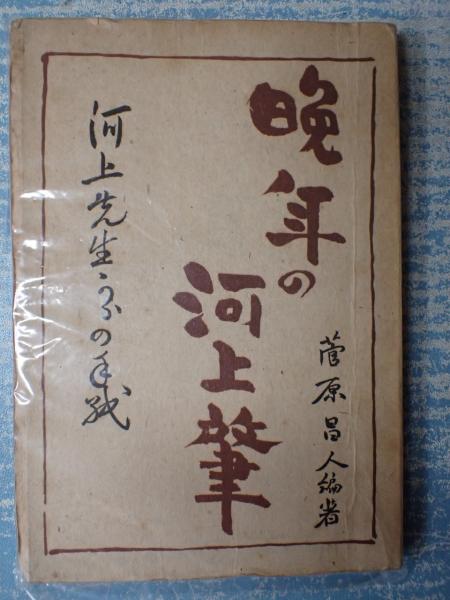 晩年の
河上肇
菅原昌人編著
河上先生からの手紙